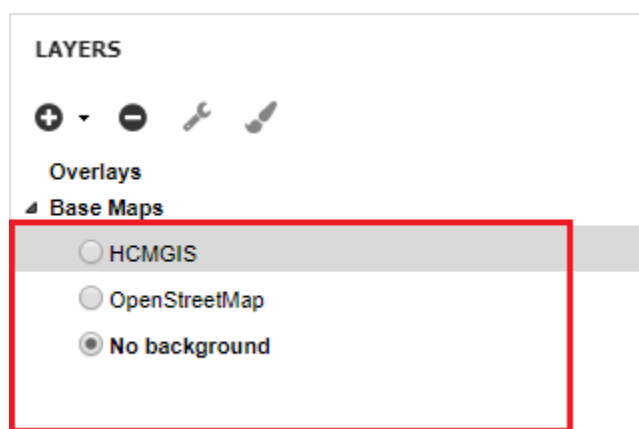 LAYERS
Overlays
Base Maps
HCMGIS
OpenStreetMap
No background